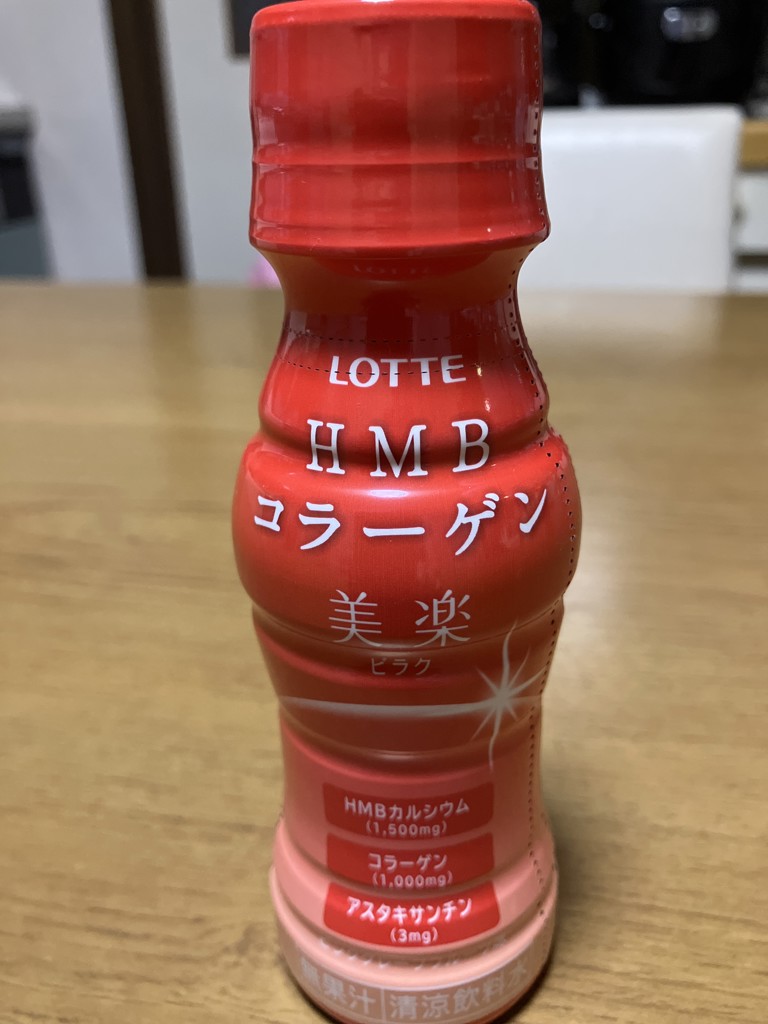 LOTTE
HMB
コラーゲン
美楽
ビラク
HMBカルシウム
(1,500mg)
コラーゲン
(1,000mg)
アスタキサンチン
(3mg)
無果汁 清涼飲料水